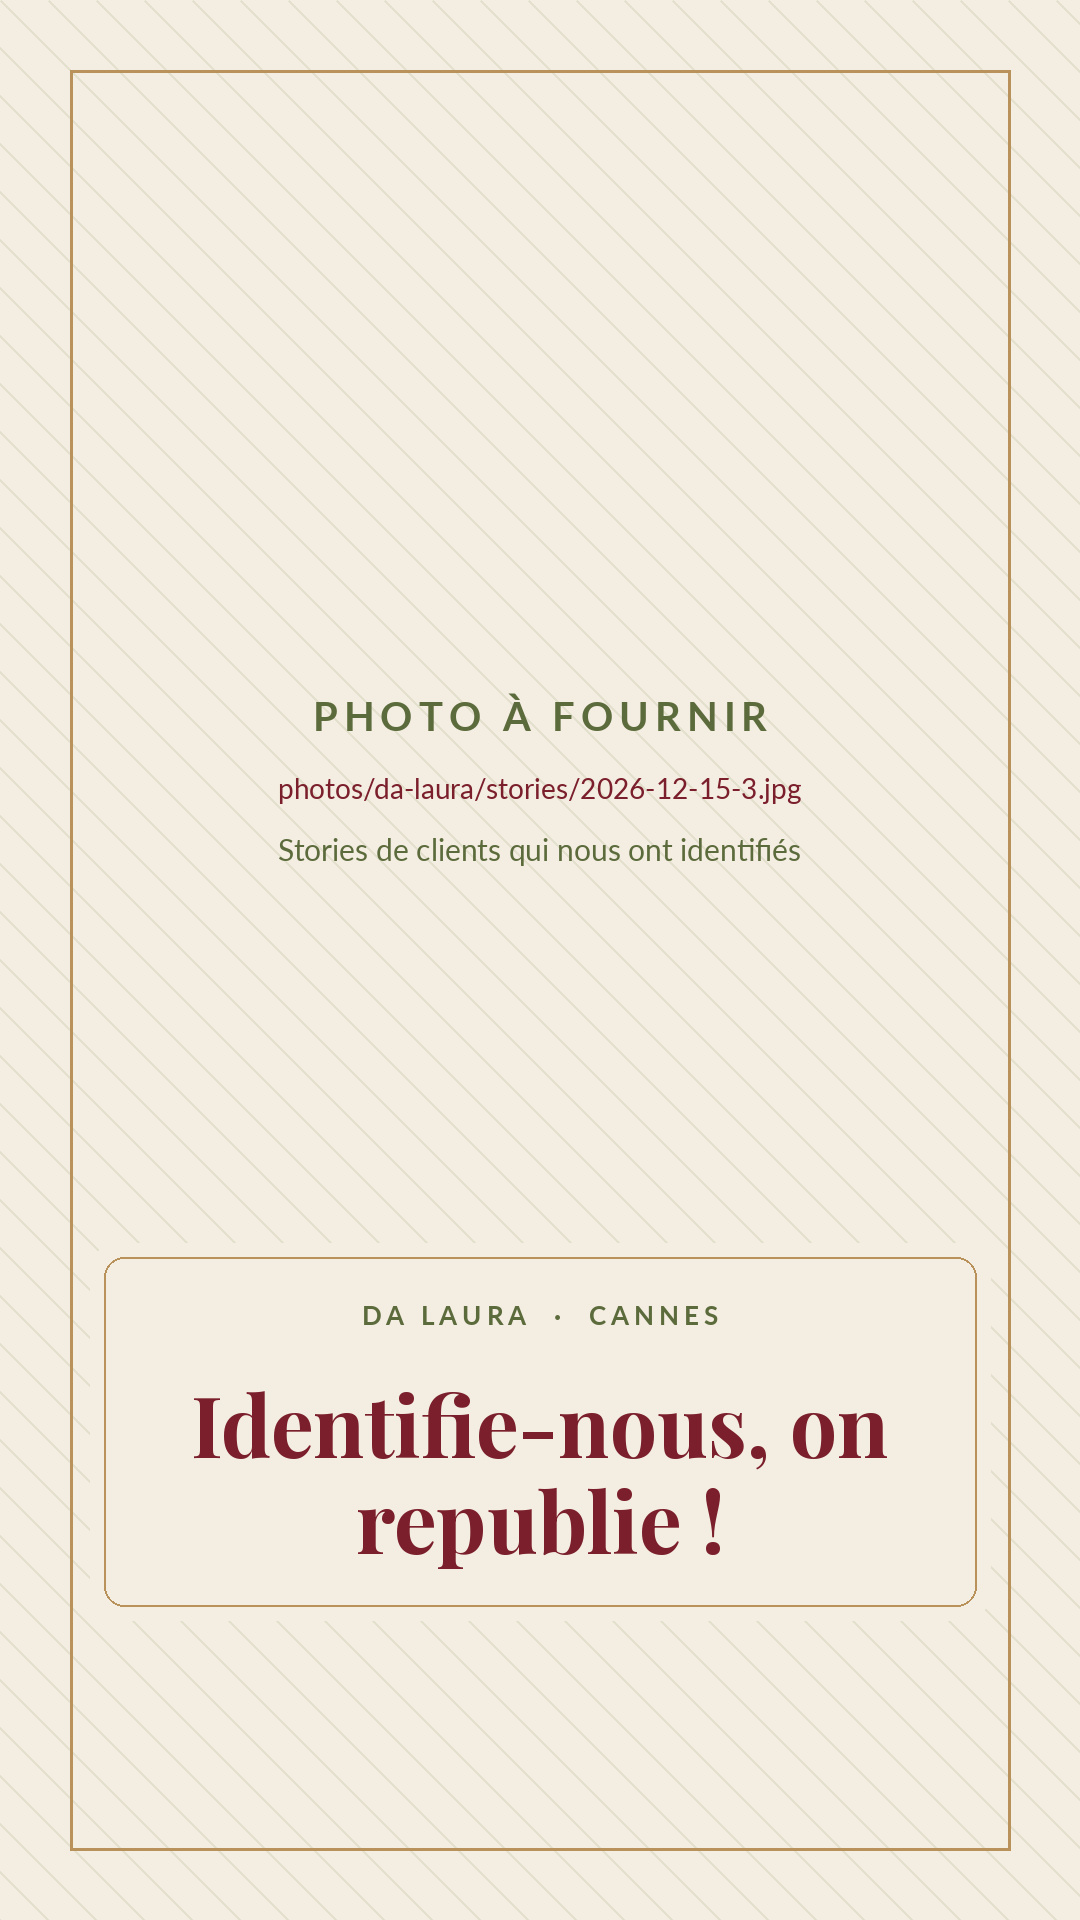 PHOTO À FOURNIR
photos/da-laura/stories/2026-12-15-3.jpg
Stories de clients qui nous ont identifiés
DA LAURA · CANNES
Identifie-nous, on
republie !